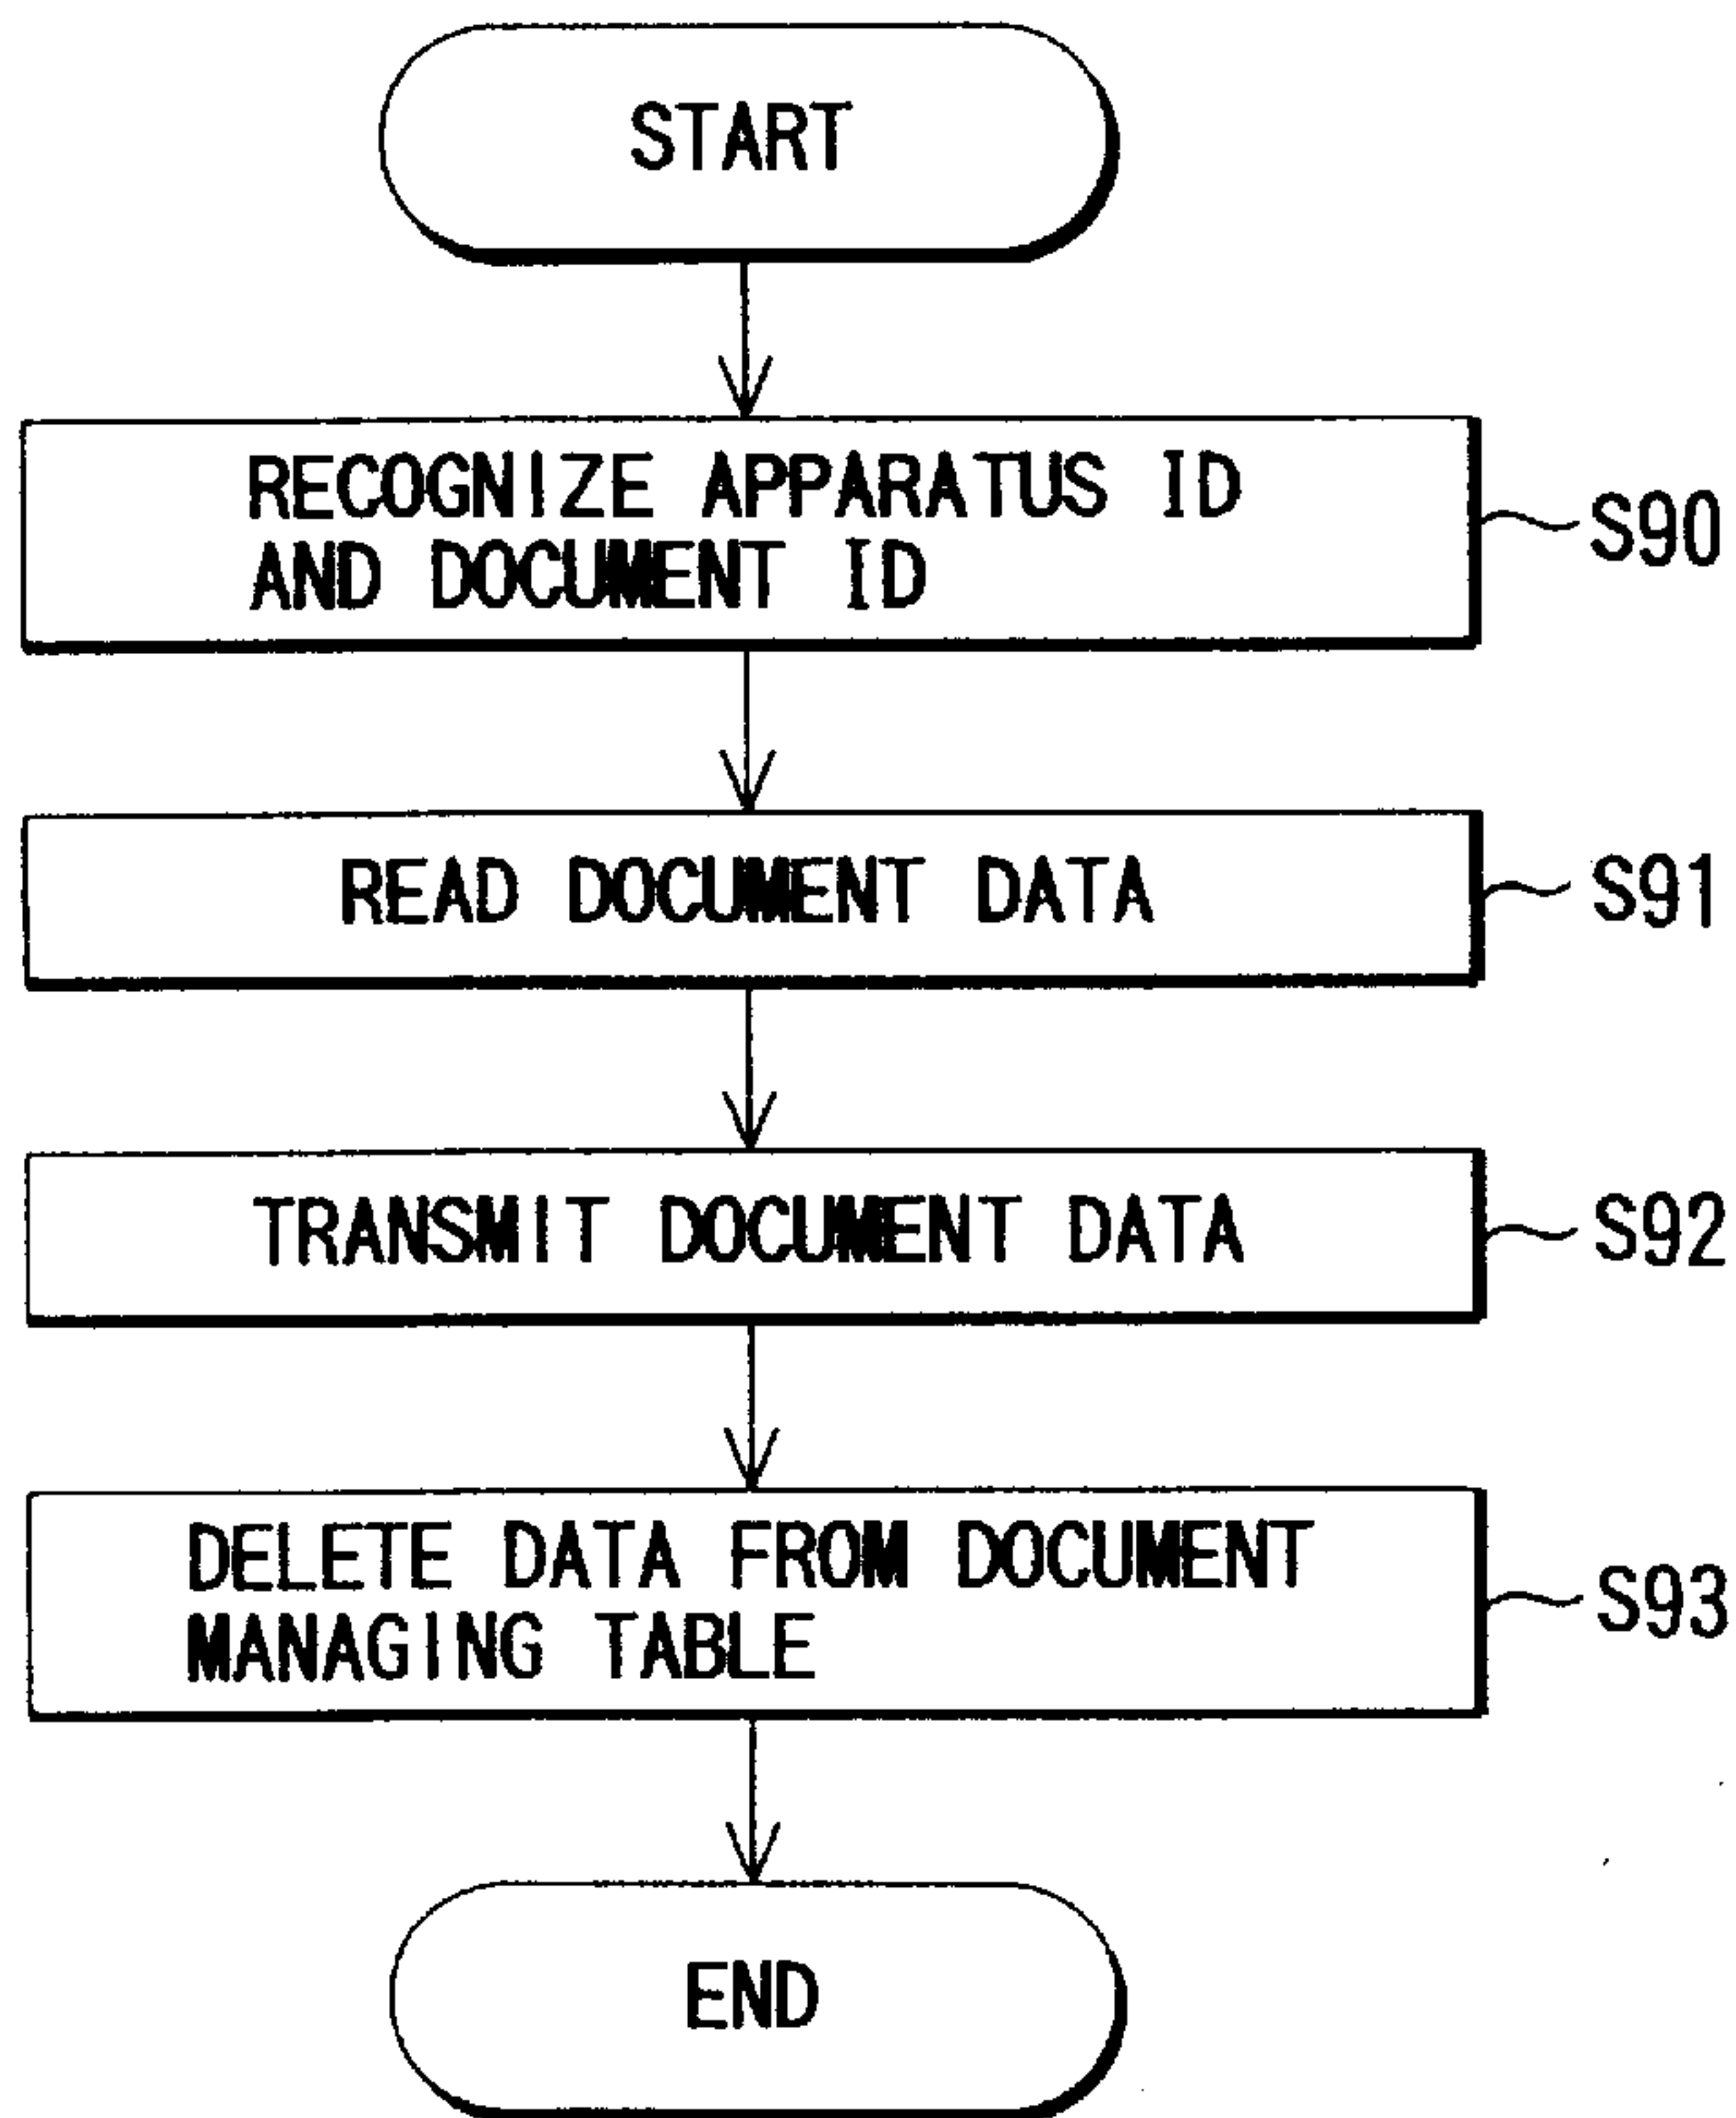 START
RECOGNIZE APPARATUS ID
AND DOCUMENT ID
S90
READ DOCUMENT DATA
S91
TRANSMIT DOCUMENT DATA
S92
DELETE DATA FROM DOCUMENT
MANAGING TABLE
S93
END